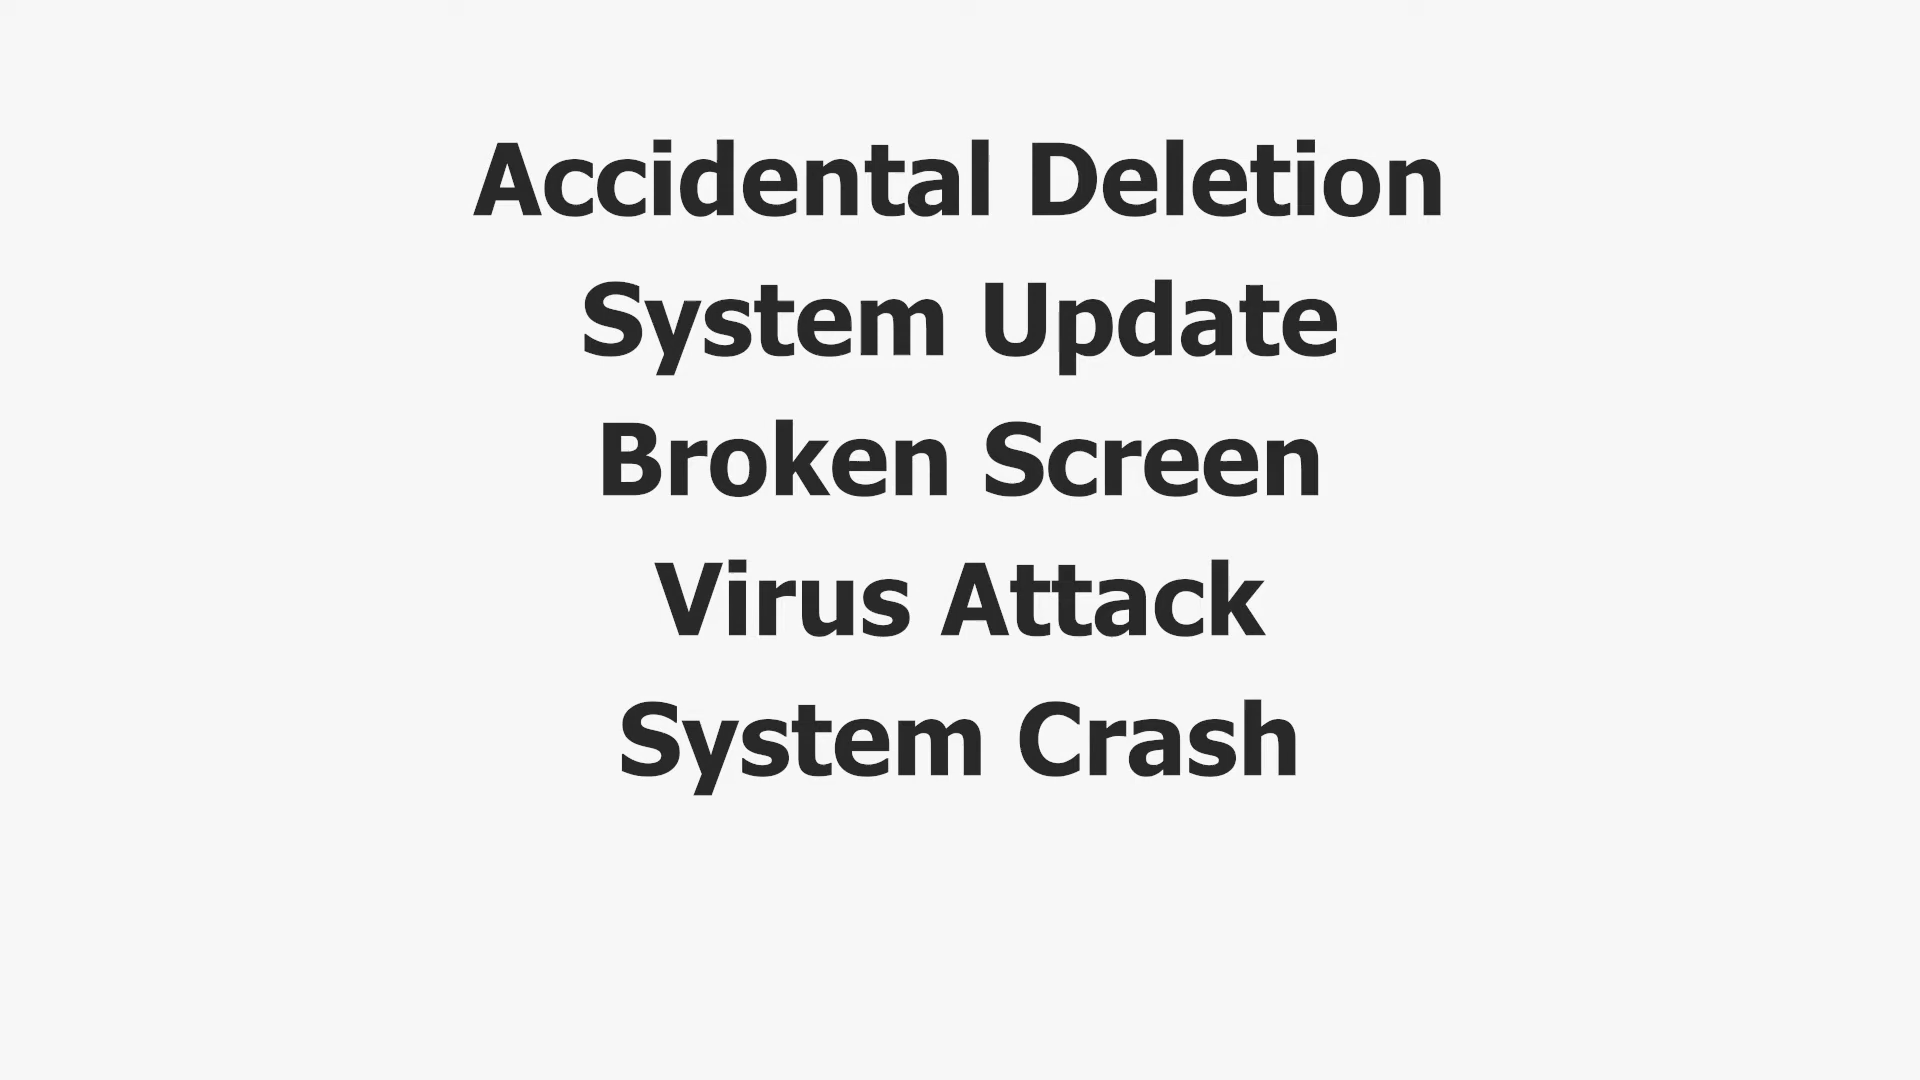 Accidental Deletion
System Update
Broken Screen
Virus Attack
System Crash